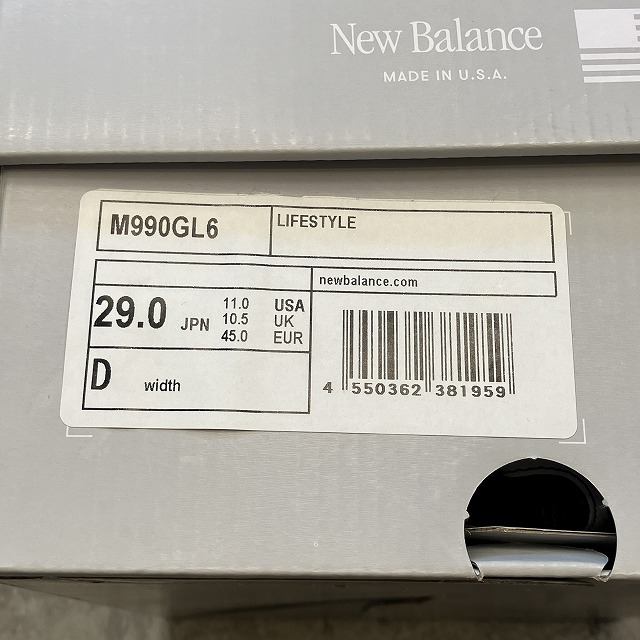 New Balance
MADE IN U.S.A.
M990GL6
LIFESTYLE
newbalance.com
29.0 JPN
11.0 USA
10.5 UK
45.0 EUR
D width
4 550362 381959